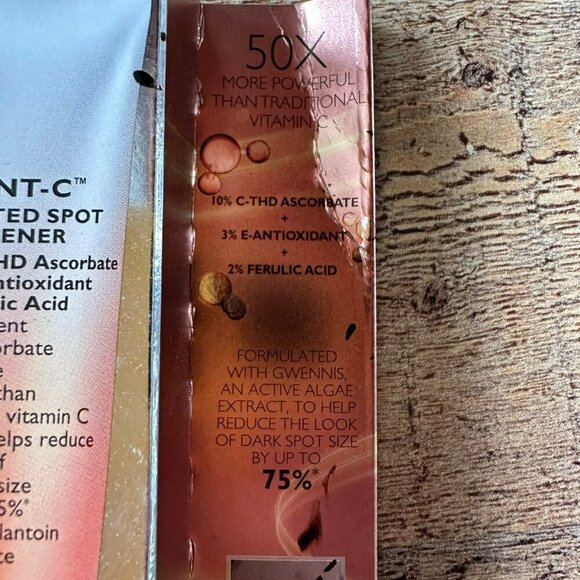 NT-C™
TED SPOT
ENER
HD Ascorbate
ntioxidant
ic Acid
ent
orbate
e
than
vitamin C
elps reduce
f
size
5%*
lantoin
te
50X
MORE POWERFUL
THAN TRADITIONAL
VITAMIN C
10% C-THD ASCORBATE
+
3% E-ANTIOXIDANT
+
2% FERULIC ACID
FORMULATED
WITH GWENNIS,
AN ACTIVE ALGAE
EXTRACT, TO HELP
REDUCE THE LOOK
OF DARK SPOT SIZE
BY UP TO
75%*